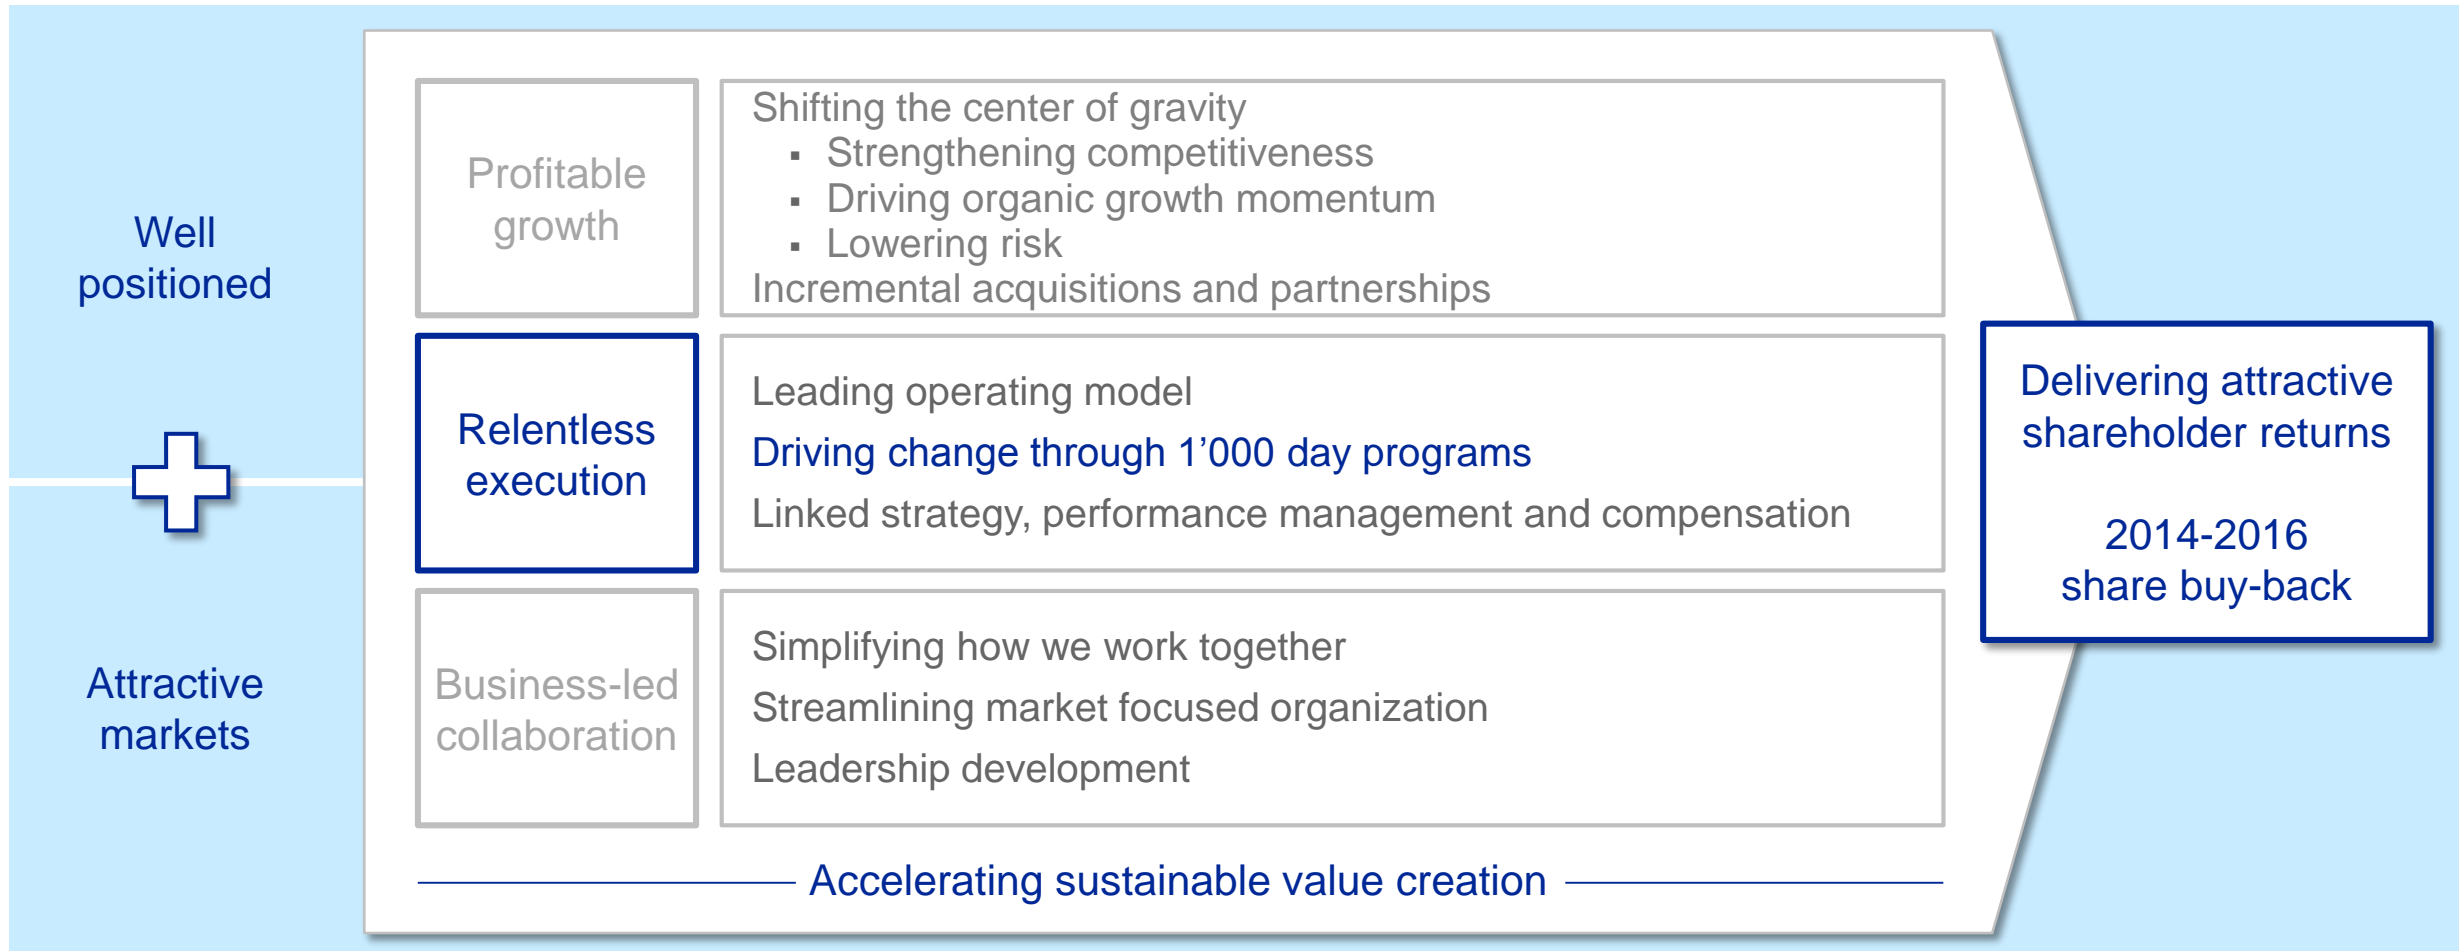 Well
positioned
Attractive
markets
Profitable
growth
Shifting the center of gravity
▪ Strengthening competitiveness
▪ Driving organic growth momentum
▪ Lowering risk
Incremental acquisitions and partnerships
Relentless
execution
Leading operating model
Driving change through 1’000 day programs
Linked strategy, performance management and compensation
Business-led
collaboration
Simplifying how we work together
Streamlining market focused organization
Leadership development
Accelerating sustainable value creation
Delivering attractive
shareholder returns
2014-2016
share buy-back